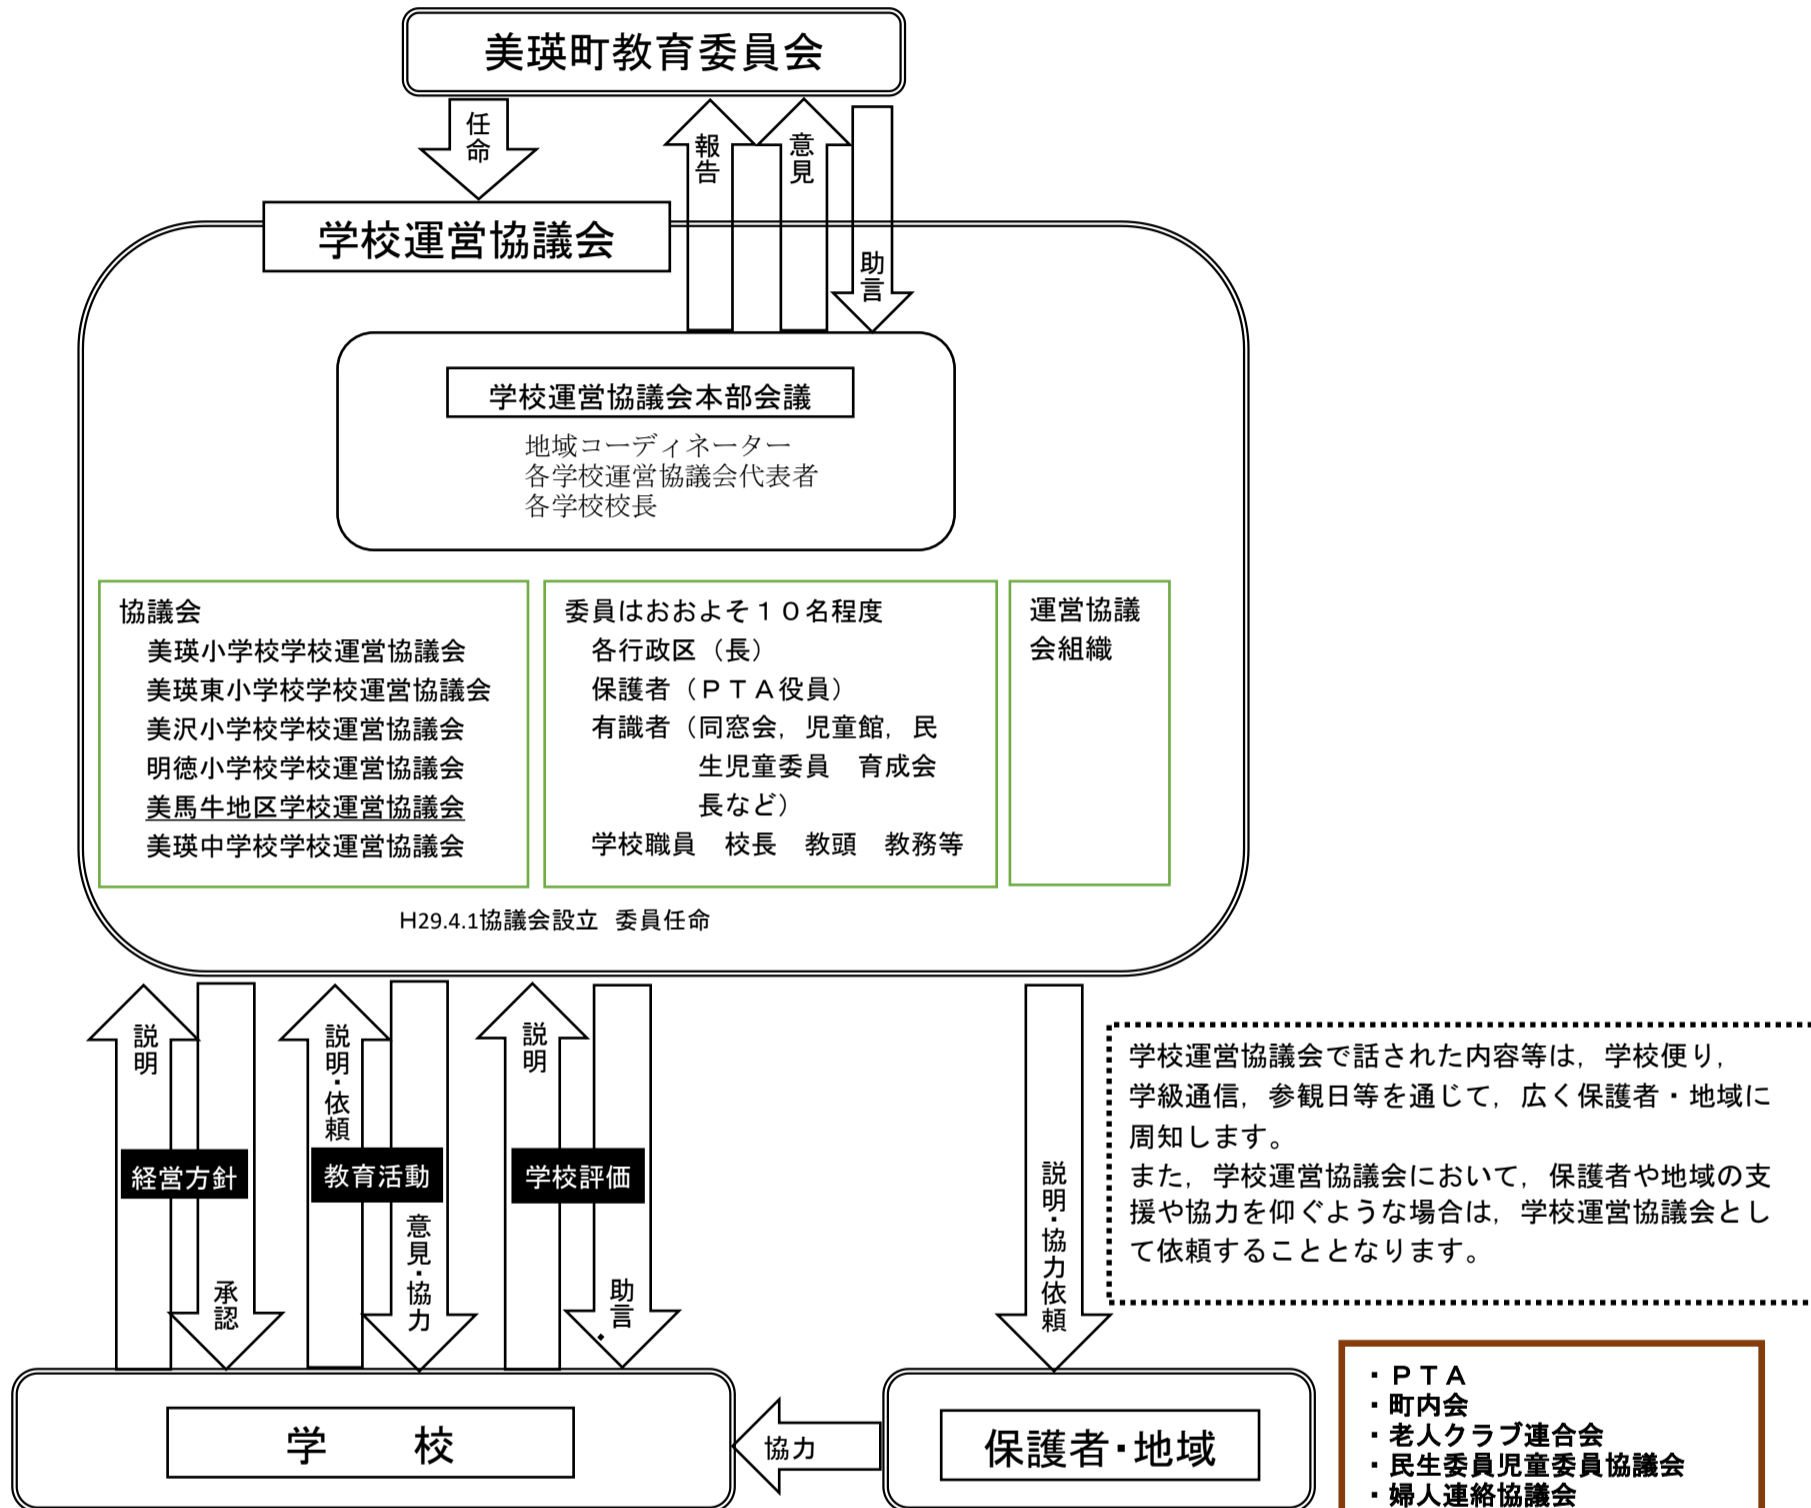 美瑛町教育委員会
任命
報告
意見
助言
学校運営協議会
学校運営協議会本部会議
地域コーディネーター
各学校運営協議会代表者
各学校校長
協議会
美瑛小学校学校運営協議会
美瑛東小学校学校運営協議会
美沢小学校学校運営協議会
明徳小学校学校運営協議会
美馬牛地区学校運営協議会
美瑛中学校学校運営協議会
委員はおおよそ１０名程度
各行政区（長）
保護者（ＰＴＡ役員）
有識者（同窓会，児童館，民
生児童委員　育成会
長など）
学校職員　校長　教頭　教務等
運営協議
会組織
H29.4.1協議会設立　委員任命
説明
経営方針
承認
説明・依頼
教育活動
意見・協力
説明
学校評価
助言
説明・協力依頼
学校運営協議会で話された内容等は，学校便り，
学級通信，参観日等を通じて，広く保護者・地域に
周知します。
また，学校運営協議会において，保護者や地域の支
援や協力を仰ぐような場合は，学校運営協議会とし
て依頼することとなります。
学　校
協力
保護者・地域
・ＰＴＡ
・町内会
・老人クラブ連合会
・民生委員児童委員協議会
・婦人連絡協議会